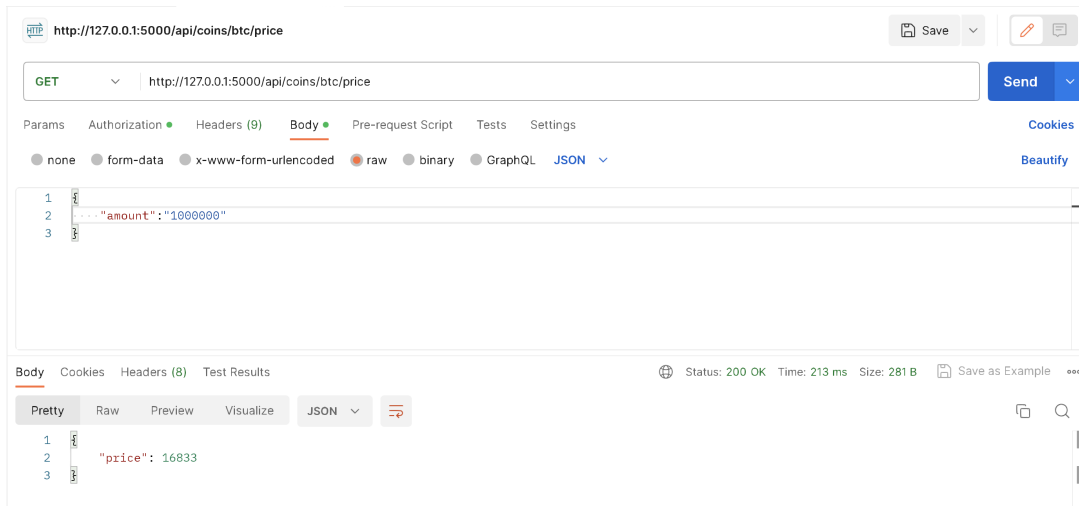 HTTP http://127.0.0.1:5000/api/coins/btc/price Save
GET http://127.0.0.1:5000/api/coins/btc/price Send
Params Authorization Headers (9) Body Pre-request Script Tests Settings Cookies
none form-data x-www-form-urlencoded raw binary GraphQL JSON Beautify
1 {
2 "amount":"1000000"
3 }
Body Cookies Headers (8) Test Results Status: 200 OK Time: 213 ms Size: 281 B Save as Example
Pretty Raw Preview Visualize JSON
1 {
2 "price": 16833
3 }